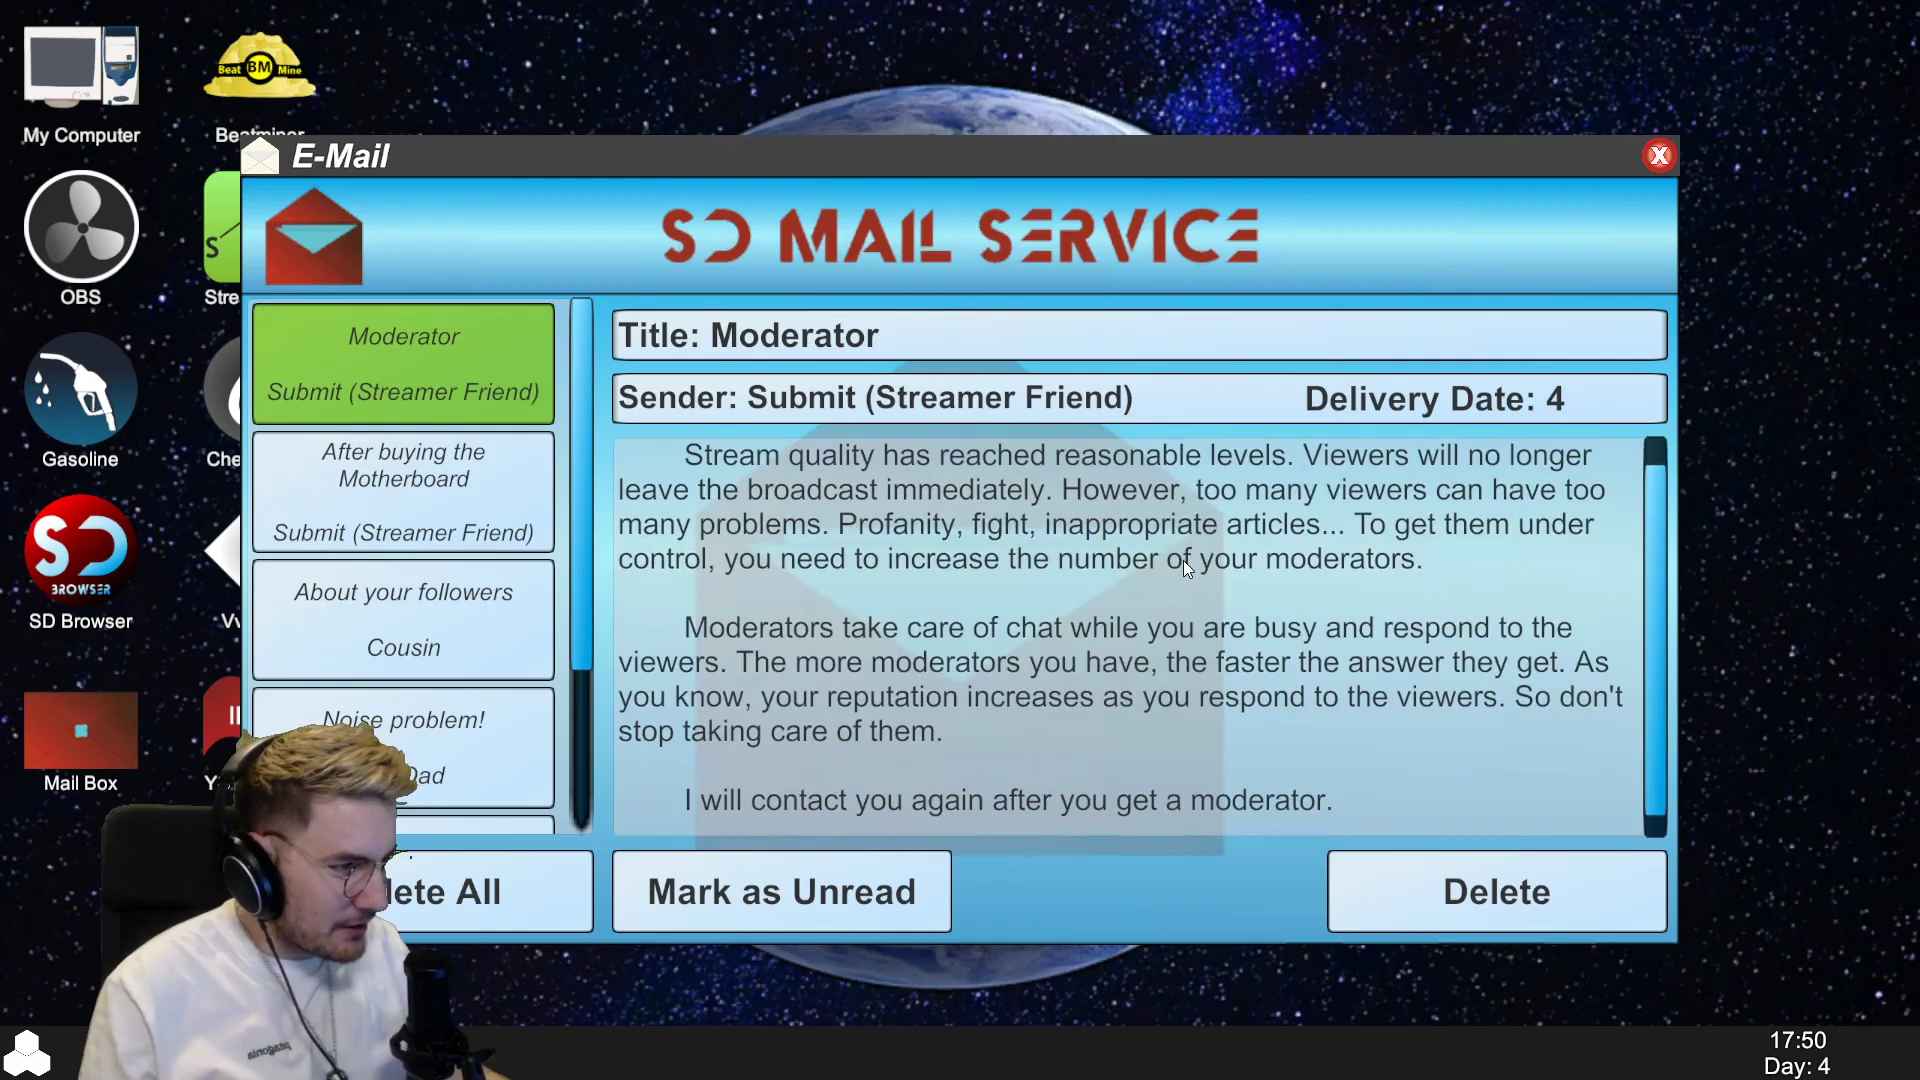 My Computer
Beat BM Mine
E-Mail
X
SD MAIL SERVICE
OBS
S
Stre
Moderator
Submit (Streamer Friend)
Title: Moderator
Sender: Submit (Streamer Friend)
Delivery Date: 4
After buying the
Motherboard
Submit (Streamer Friend)
Stream quality has reached reasonable levels. Viewers will no longer
leave the broadcast immediately. However, too many viewers can have too
many problems. Profanity, fight, inappropriate articles... To get them under
control, you need to increase the number of your moderators.
Gasoline
Che
About your followers
Cousin
Moderators take care of chat while you are busy and respond to the
viewers. The more moderators you have, the faster the answer they get. As
you know, your reputation increases as you respond to the viewers. So don't
stop taking care of them.
SD
BROWSER
SD Browser
Noise problem!
Dad
I will contact you again after you get a moderator.
Mail Box
lete All
Mark as Unread
Delete
patagonia
17:50
Day: 4